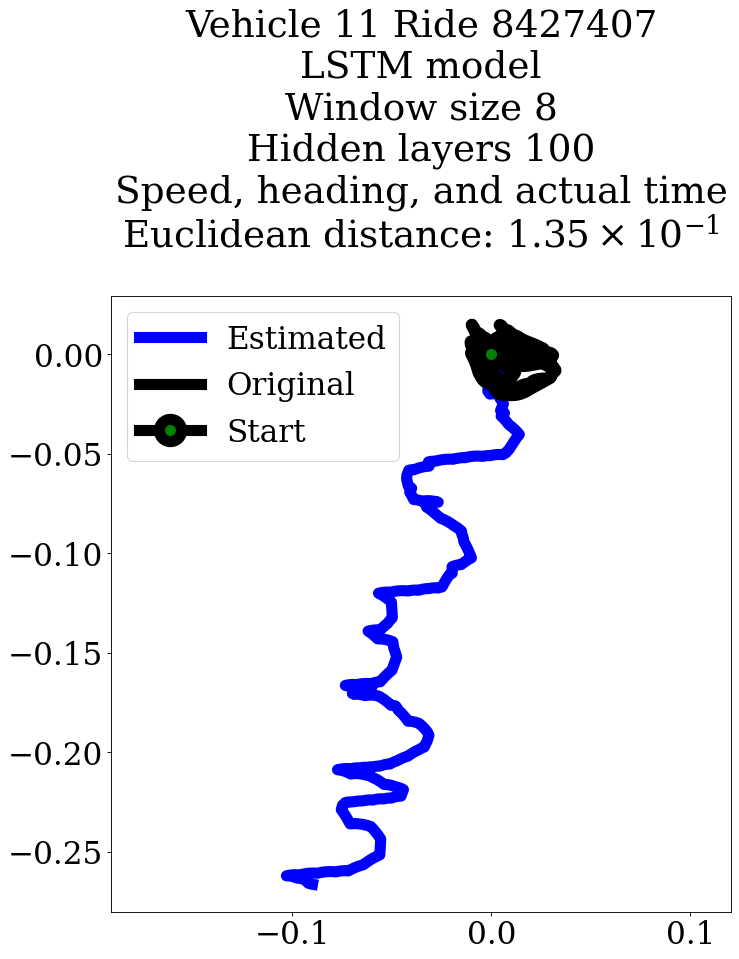 Vehicle 11 Ride 8427407
LSTM model
Window size 8
Hidden layers 100
Speed, heading, and actual time
Euclidean distance: 1.35 × 10⁻¹
Estimated
Original
Start
0.00
−0.05
−0.10
−0.15
−0.20
−0.25
−0.1 0.0 0.1